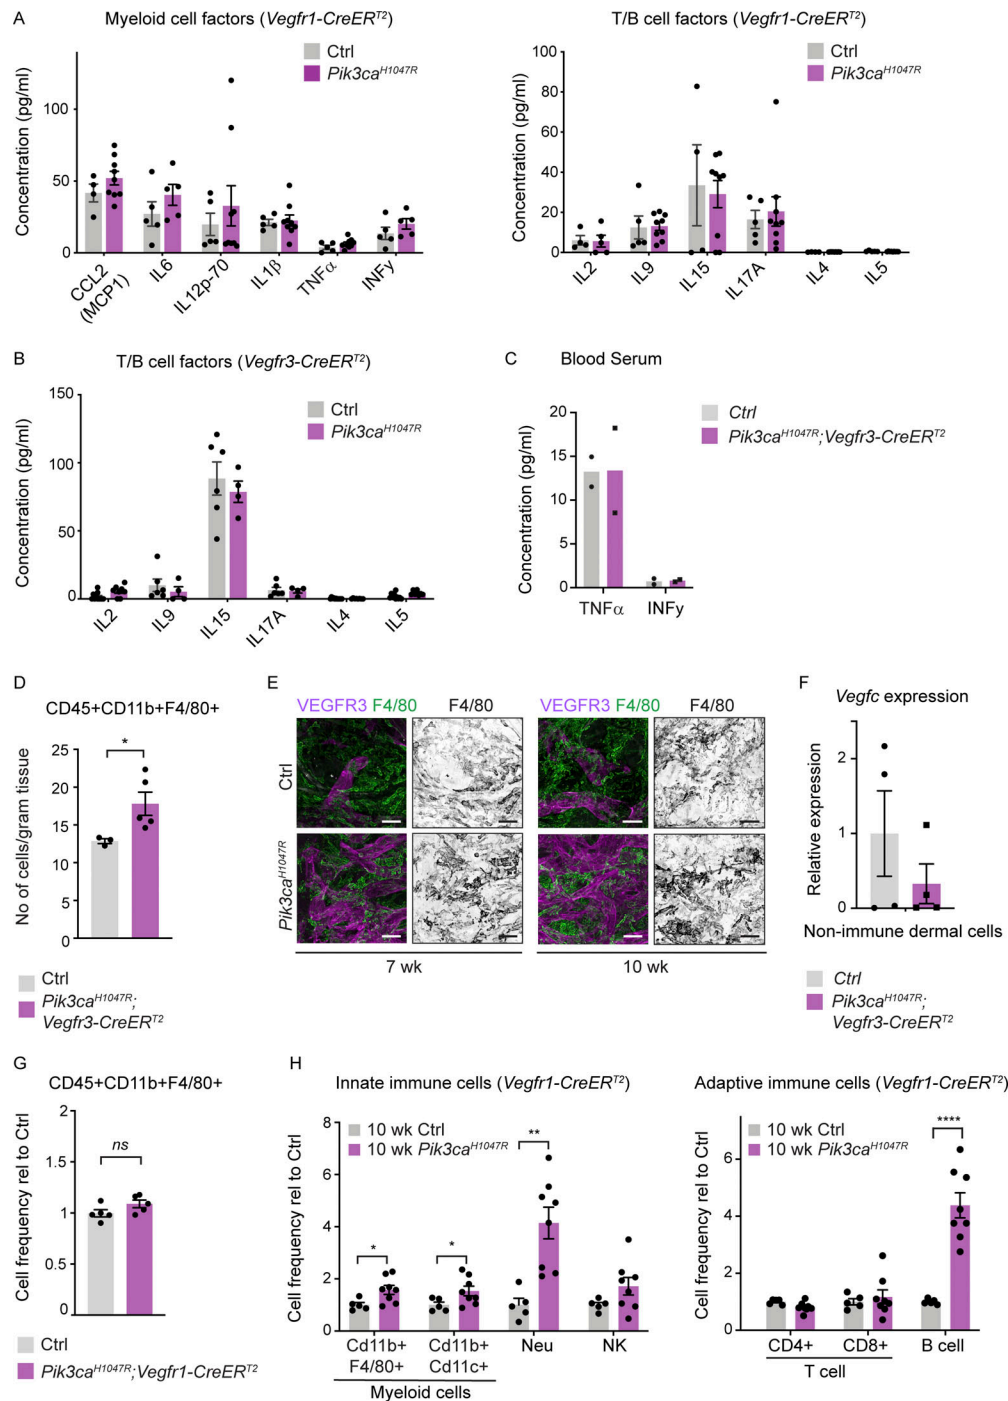 A
Myeloid cell factors (Vegfr1-CreERT2)
Ctrl
Pik3caH1047R
Concentration (pg/ml)
100
50
0
CCL2
(MCP1)
IL6
IL12p-70
IL1β
TNFα
INFy
T/B cell factors (Vegfr1-CreERT2)
Ctrl
Pik3caH1047R
Concentration (pg/ml)
100
80
60
40
20
0
IL2
IL9
IL15
IL17A
IL4
IL5
B
T/B cell factors (Vegfr3-CreERT2)
Ctrl
Pik3caH1047R
Concentration (pg/ml)
150
100
50
0
IL2
IL9
IL15
IL17A
IL4
IL5
C
Blood Serum
Ctrl
Pik3caH1047R;Vegfr3-CreERT2
Concentration (pg/ml)
20
15
10
5
0
TNFα
INFy
D
CD45+CD11b+F4/80+
No of cells/gram tissue
25
20
15
10
5
0
*
Ctrl
Pik3caH1047R;
Vegfr3-CreERT2
E
VEGFR3 F4/80
F4/80
VEGFR3 F4/80
F4/80
Ctrl
Pik3caH1047R
7 wk
10 wk
F
Vegfc expression
Relative expression
2
1
0
Non-immune dermal cells
Ctrl
Pik3caH1047R;
Vegfr3-CreERT2
G
CD45+CD11b+F4/80+
Cell frequency rel to Ctrl
2
1.5
1
0.5
0
ns
Ctrl
Pik3caH1047R;Vegfr1-CreERT2
H
Innate immune cells (Vegfr1-CreERT2)
10 wk Ctrl
10 wk Pik3caH1047R
Cell frequency rel to Ctrl
8
6
4
2
0
*
*
**
Cd11b+
F4/80+
Cd11b+
Cd11c+
Neu
NK
Myeloid cells
Adaptive immune cells (Vegfr1-CreERT2)
10 wk Ctrl
10 wk Pik3caH1047R
Cell frequency rel to Ctrl
8
6
4
2
0
****
CD4+
CD8+
B cell
T cell